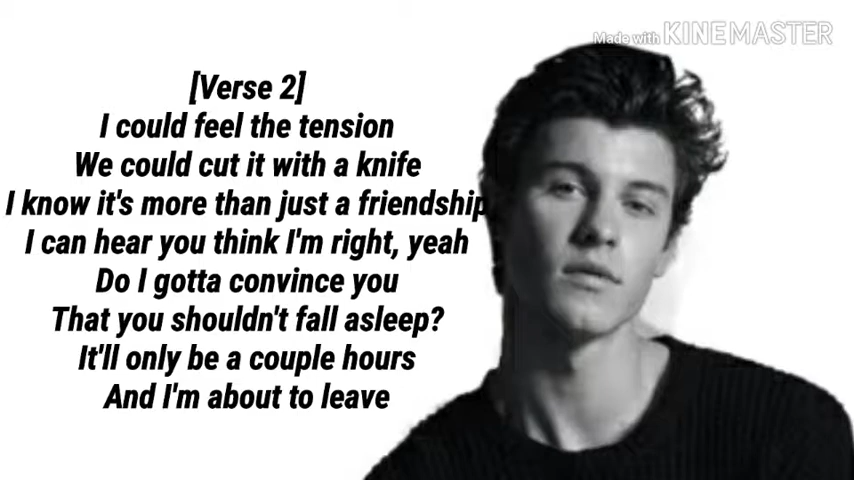 Made with KINEMASTER
[Verse 2]
I could feel the tension
We could cut it with a knife
I know it's more than just a friendship
I can hear you think I'm right, yeah
Do I gotta convince you
That you shouldn't fall asleep?
It'll only be a couple hours
And I'm about to leave